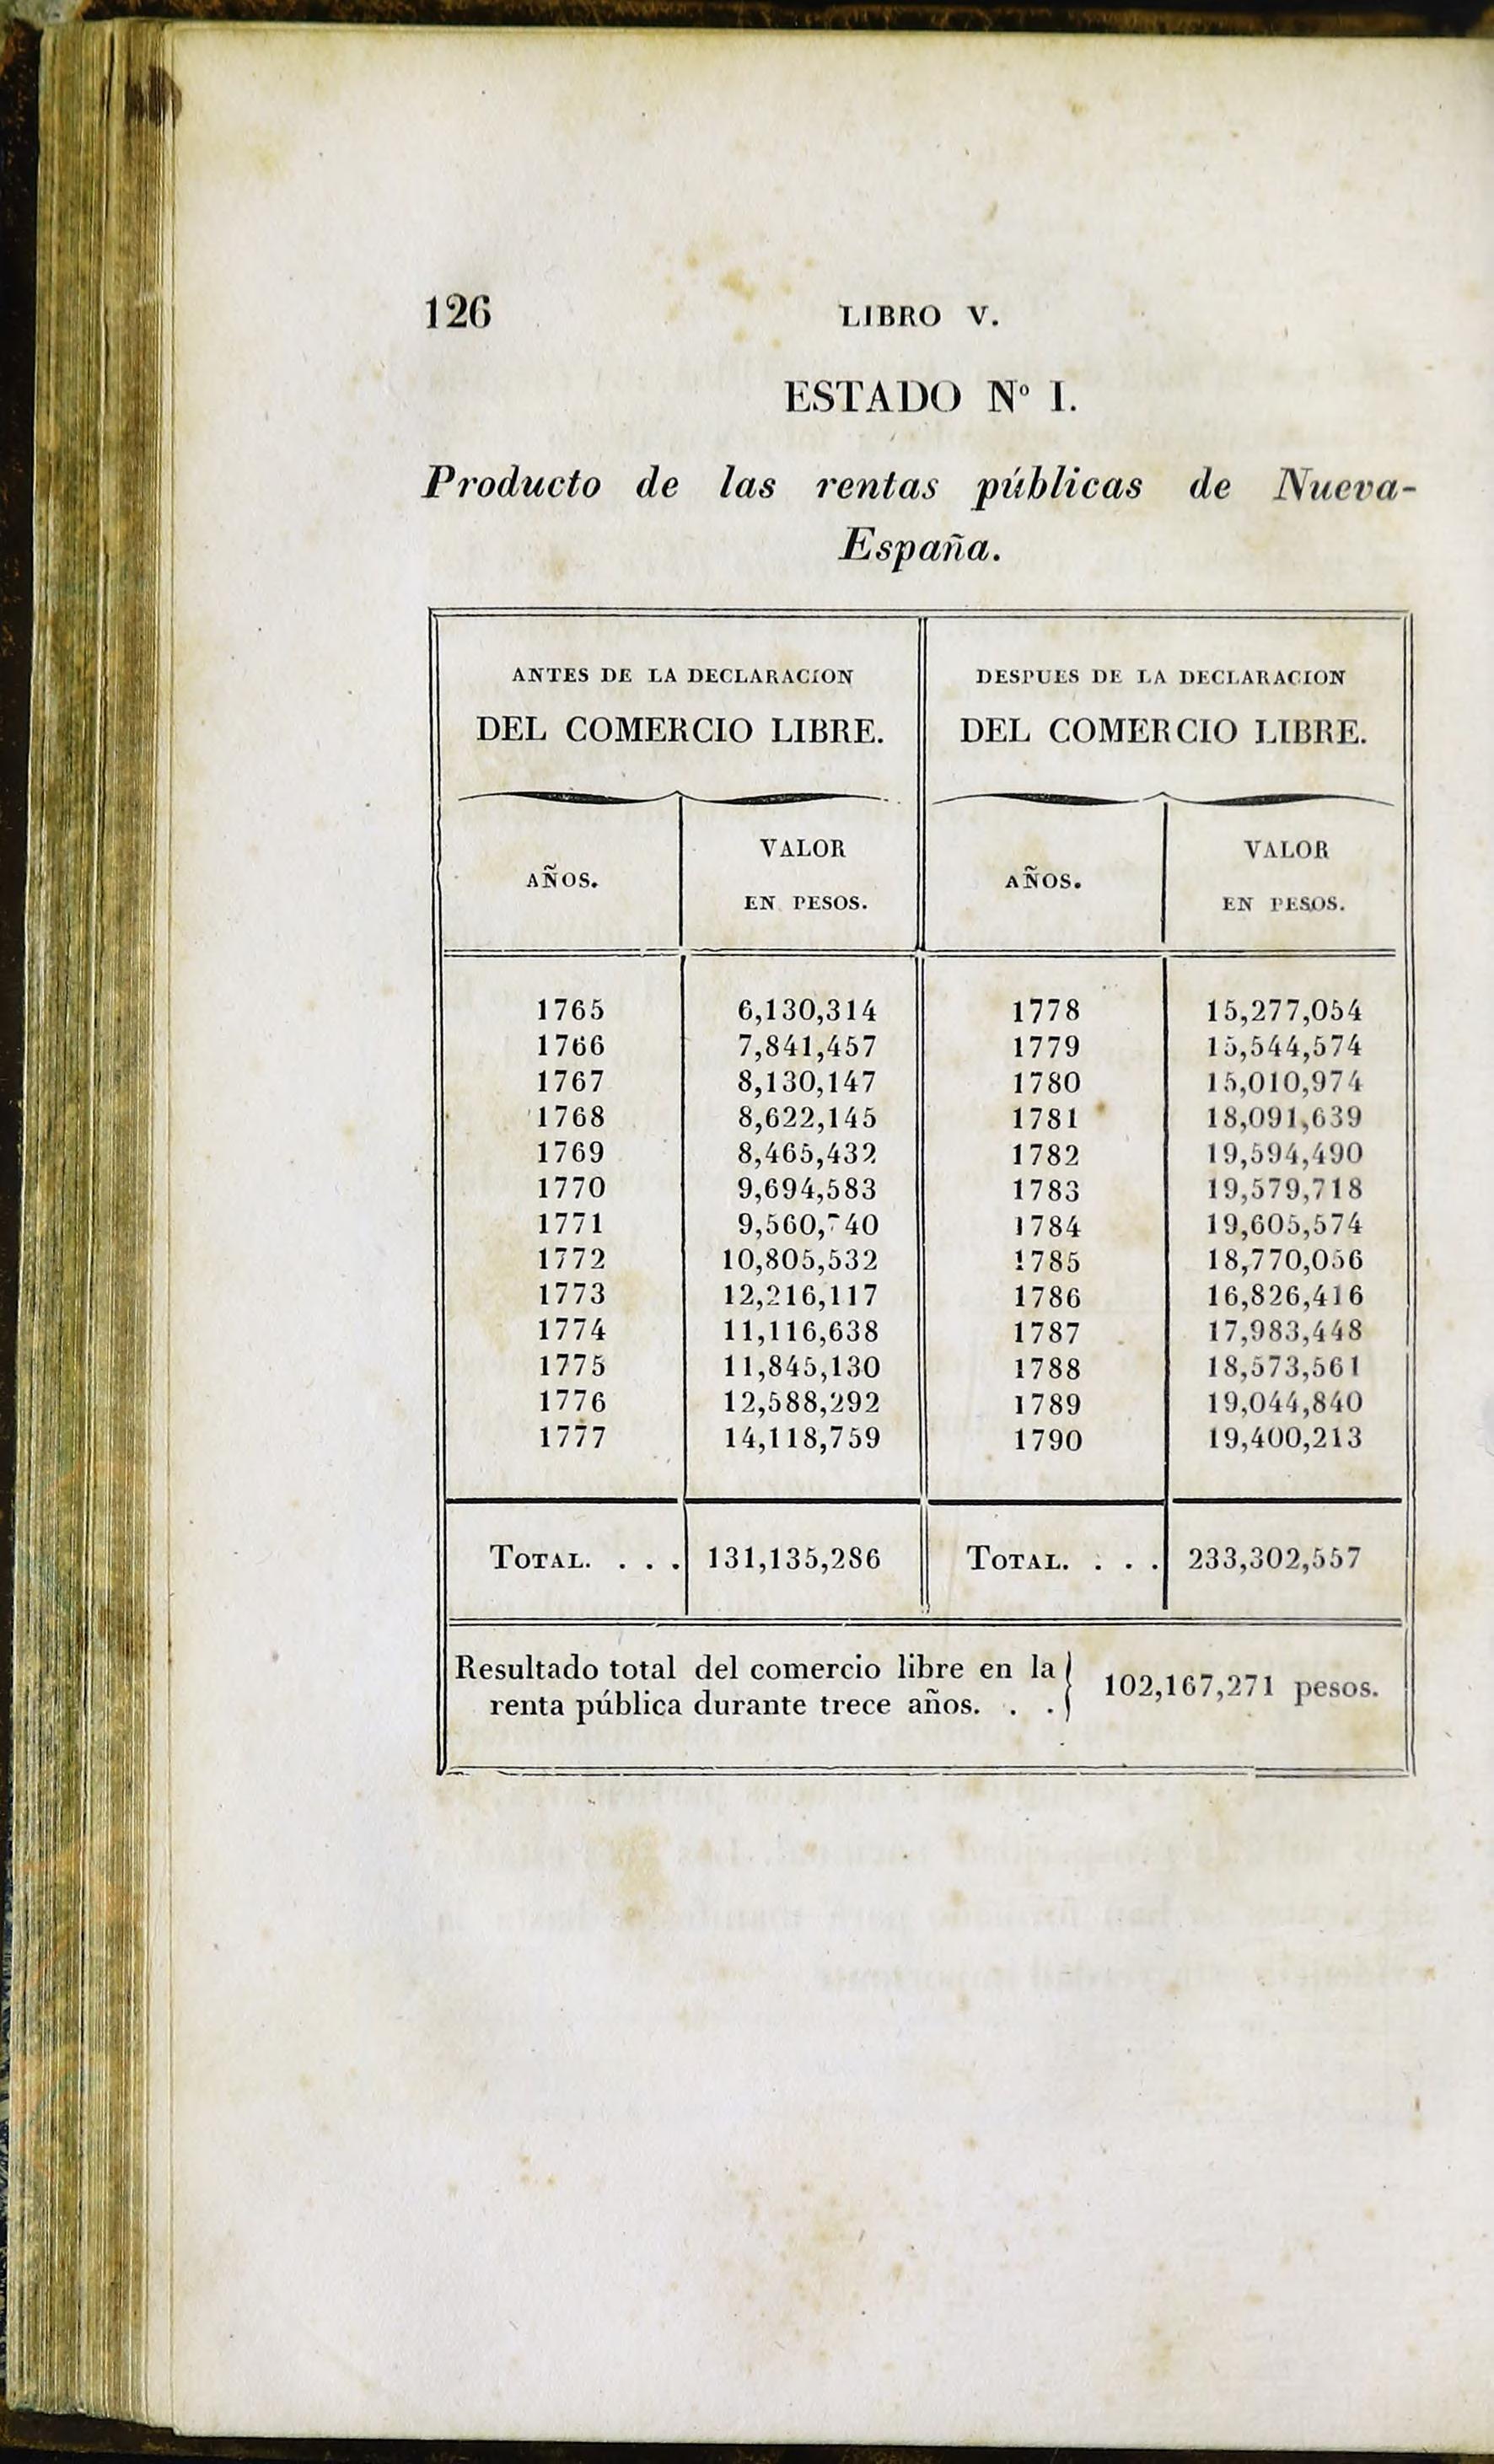 126 LIBRO V.
ESTADO Nº I.
Producto de las rentas públicas de Nueva-
España.
ANTES DE LA DECLARACION
DEL COMERCIO LIBRE.
DESPUES DE LA DECLARACION
DEL COMERCIO LIBRE.
AÑOS. VALOR EN PESOS. AÑOS. VALOR EN PESOS.
1765 6,130,314 1778 15,277,054
1766 7,841,457 1779 15,544,574
1767 8,130,147 1780 15,010,974
1768 8,622,145 1781 18,091,639
1769 8,465,432 1782 19,594,490
1770 9,694,583 1783 19,579,718
1771 9,560,740 1784 19,605,574
1772 10,805,532 1785 18,770,056
1773 12,216,117 1786 16,826,416
1774 11,116,638 1787 17,983,448
1775 11,845,130 1788 18,573,561
1776 12,588,292 1789 19,044,840
1777 14,118,759 1790 19,400,213
TOTAL. . . . 131,135,286 TOTAL. . . . 233,302,557
Resultado total del comercio libre en la
renta pública durante trece años. . . } 102,167,271 pesos.